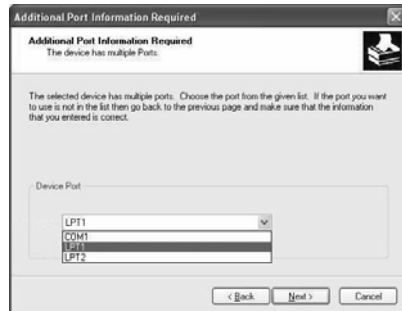 Additional Port Information Required
Additional Port Information Required
The device has multiple Ports.
The selected device has multiple ports. Choose the port from the given list. If the port you want
to use is not in the list then go back to the previous page and make sure that the information
that you entered is correct.
Device Port
LPT1
COM1
LPT1
LPT2
< Back
Next >
Cancel